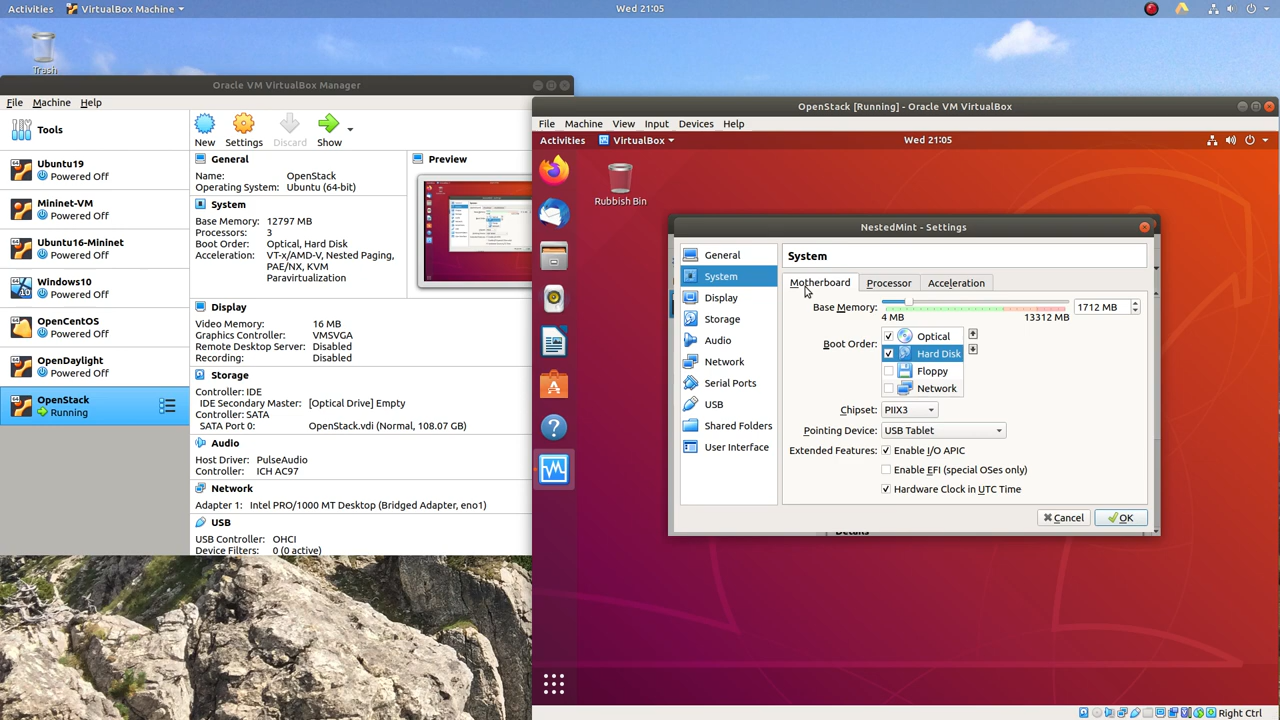 Activities
VirtualBox Machine
Wed 21:05
Trash
Oracle VM VirtualBox Manager
File Machine Help
Tools
New Settings Discard Show
Ubuntu19
Powered Off
Mininet-VM
Powered Off
Ubuntu16-Mininet
Powered Off
Windows10
Powered Off
OpenCentOS
Powered Off
OpenDaylight
Powered Off
OpenStack
Running
General
Name: OpenStack
Operating System: Ubuntu (64-bit)
System
Base Memory: 12797 MB
Processors: 3
Boot Order: Optical, Hard Disk
Acceleration: VT-x/AMD-V, Nested Paging,
PAE/NX, KVM
Paravirtualization
Preview
Display
Video Memory: 16 MB
Graphics Controller: VMSVGA
Remote Desktop Server: Disabled
Recording: Disabled
Storage
Controller: IDE
IDE Secondary Master: [Optical Drive] Empty
Controller: SATA
SATA Port 0: OpenStack.vdi (Normal, 108.07 GB)
Audio
Host Driver: PulseAudio
Controller: ICH AC97
Network
Adapter 1: Intel PRO/1000 MT Desktop (Bridged Adapter, eno1)
USB
USB Controller: OHCI
Device Filters: 0 (0 active)
OpenStack [Running] - Oracle VM VirtualBox
File Machine View Input Devices Help
Activities
VirtualBox
Wed 21:05
Rubbish Bin
NestedMint - Settings
General
System
Display
Storage
Audio
Network
Serial Ports
USB
Shared Folders
User Interface
System
Motherboard Processor Acceleration
Base Memory: 1712 MB
4 MB 13312 MB
Boot Order:
Optical
Hard Disk
Floppy
Network
Chipset: PIIX3
Pointing Device: USB Tablet
Extended Features: Enable I/O APIC
Enable EFI (special OSes only)
Hardware Clock in UTC Time
Cancel OK
Details
Right Ctrl